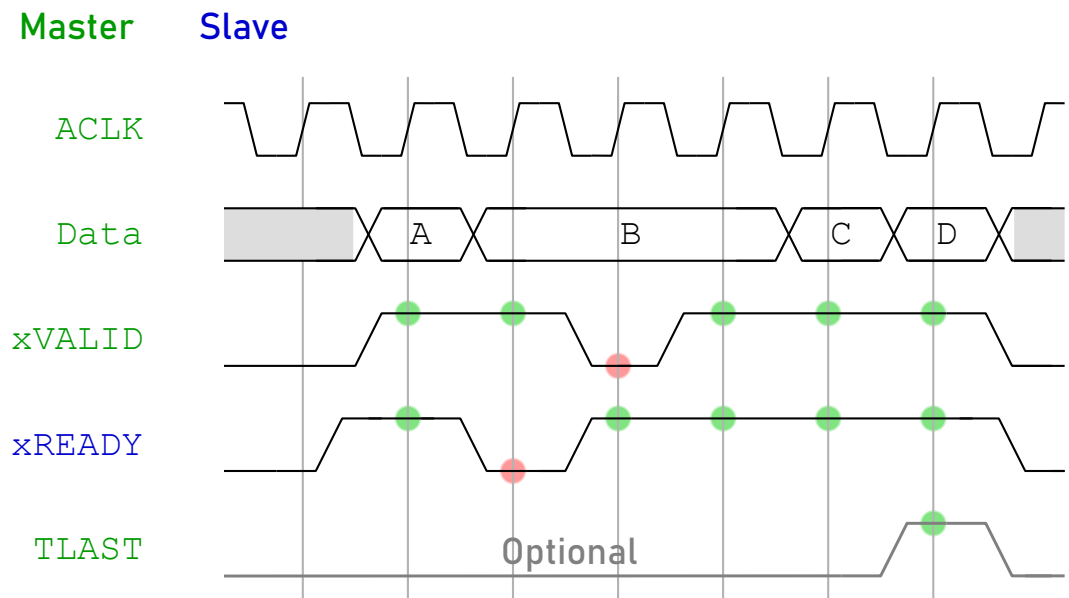 Master Slave
ACLK
Data A B C D
xVALID
xREADY
TLAST Optional